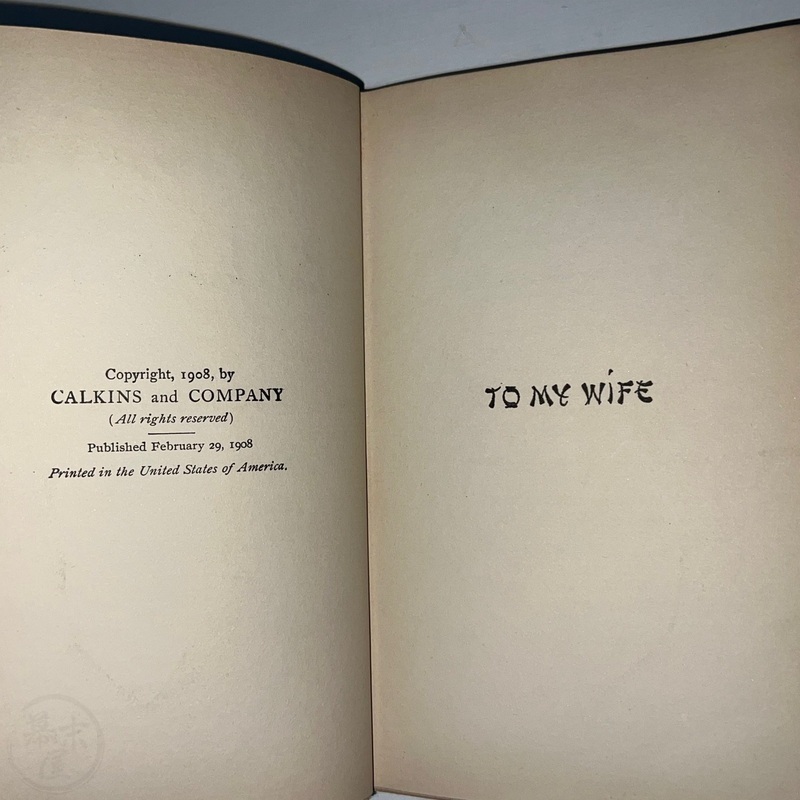 Copyright, 1908, by
CALKINS and COMPANY
(All rights reserved)
Published February 29, 1908
Printed in the United States of America.
TO MY WIFE